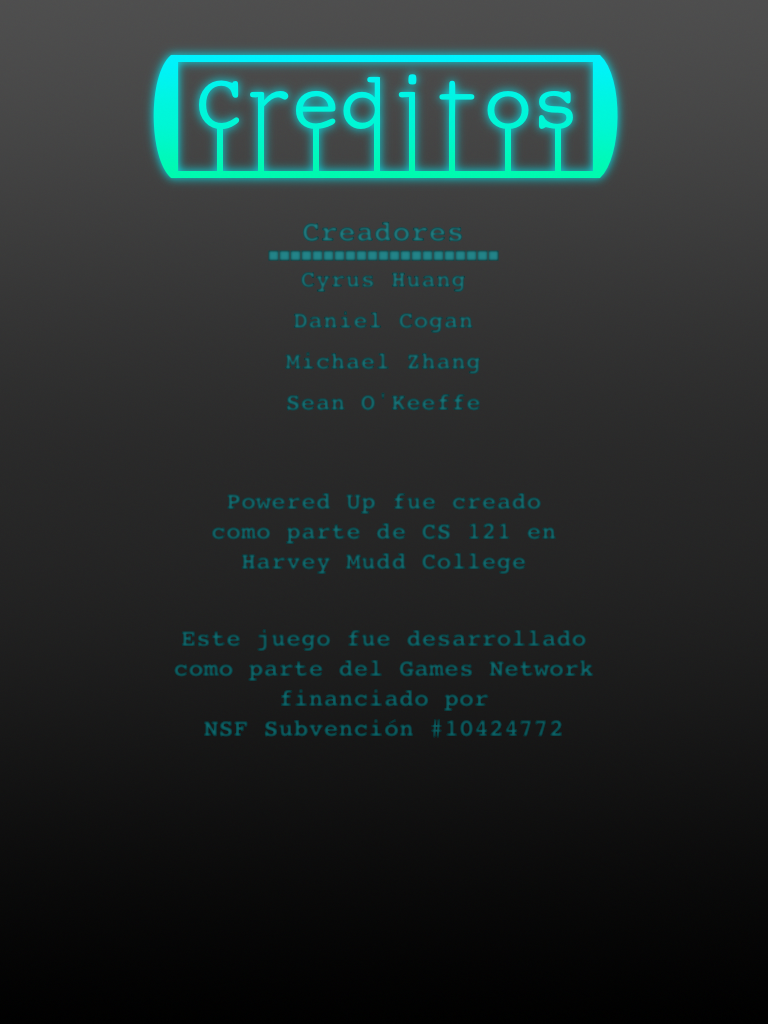 Creditos
Creadores
Cyrus Huang
Daniel Cogan
Michael Zhang
Sean O`Keeffe
Powered Up fue creado
como parte de CS 121 en
Harvey Mudd College
Este juego fue desarrollado
como parte del Games Network
financiado por
NSF Subvención #10424772